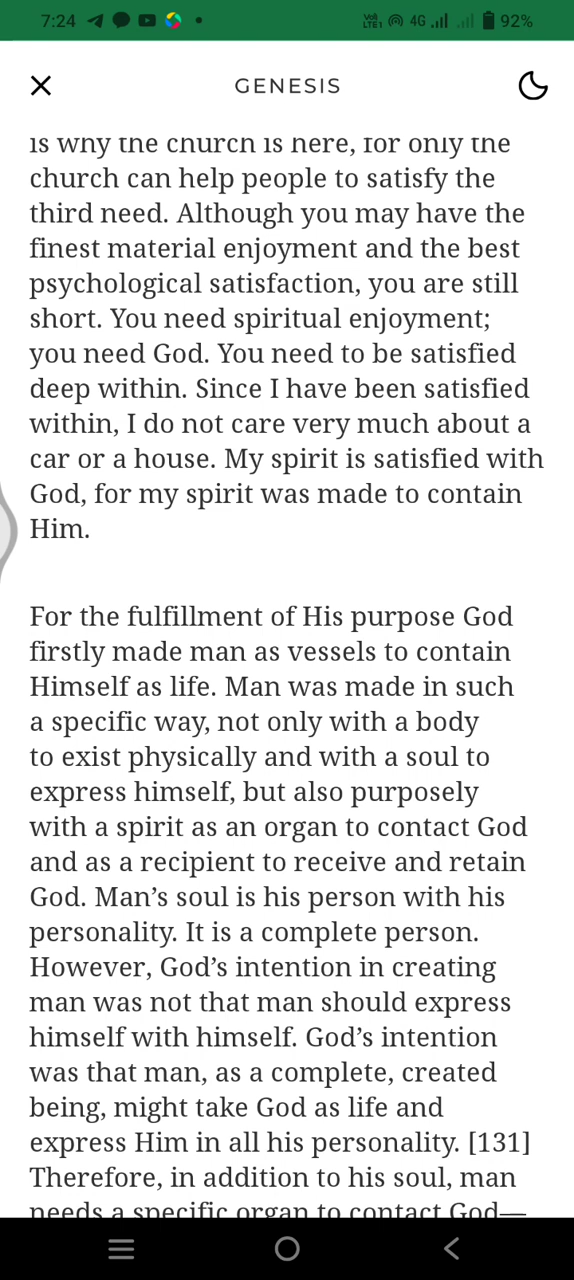 7:24
Vo) LTE1 4G 92%
GENESIS
is why the church is here, for only the
church can help people to satisfy the
third need. Although you may have the
finest material enjoyment and the best
psychological satisfaction, you are still
short. You need spiritual enjoyment;
you need God. You need to be satisfied
deep within. Since I have been satisfied
within, I do not care very much about a
car or a house. My spirit is satisfied with
God, for my spirit was made to contain
Him.
For the fulfillment of His purpose God
firstly made man as vessels to contain
Himself as life. Man was made in such
a specific way, not only with a body
to exist physically and with a soul to
express himself, but also purposely
with a spirit as an organ to contact God
and as a recipient to receive and retain
God. Man’s soul is his person with his
personality. It is a complete person.
However, God’s intention in creating
man was not that man should express
himself with himself. God’s intention
was that man, as a complete, created
being, might take God as life and
express Him in all his personality. [131]
Therefore, in addition to his soul, man
needs a specific organ to contact God—